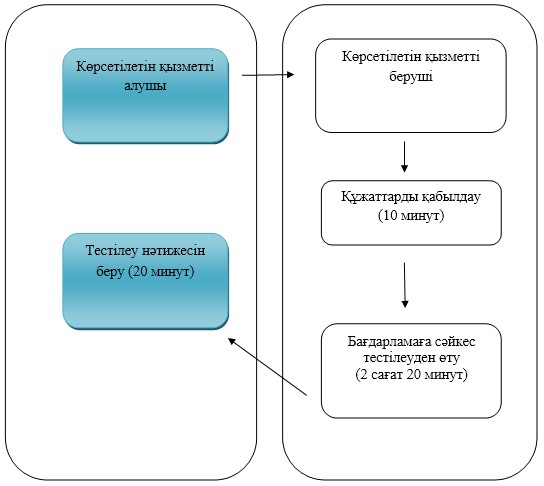 Көрсетілетін қызметті
алушы
Көрсетілетін қызметті
беруші
Құжаттарды қабылдау
(10 минут)
Бағдарламаға сәйкес
тестілеуден өту
(2 сағат 20 минут)
Тестілеу нәтижесін
беру (20 минут)